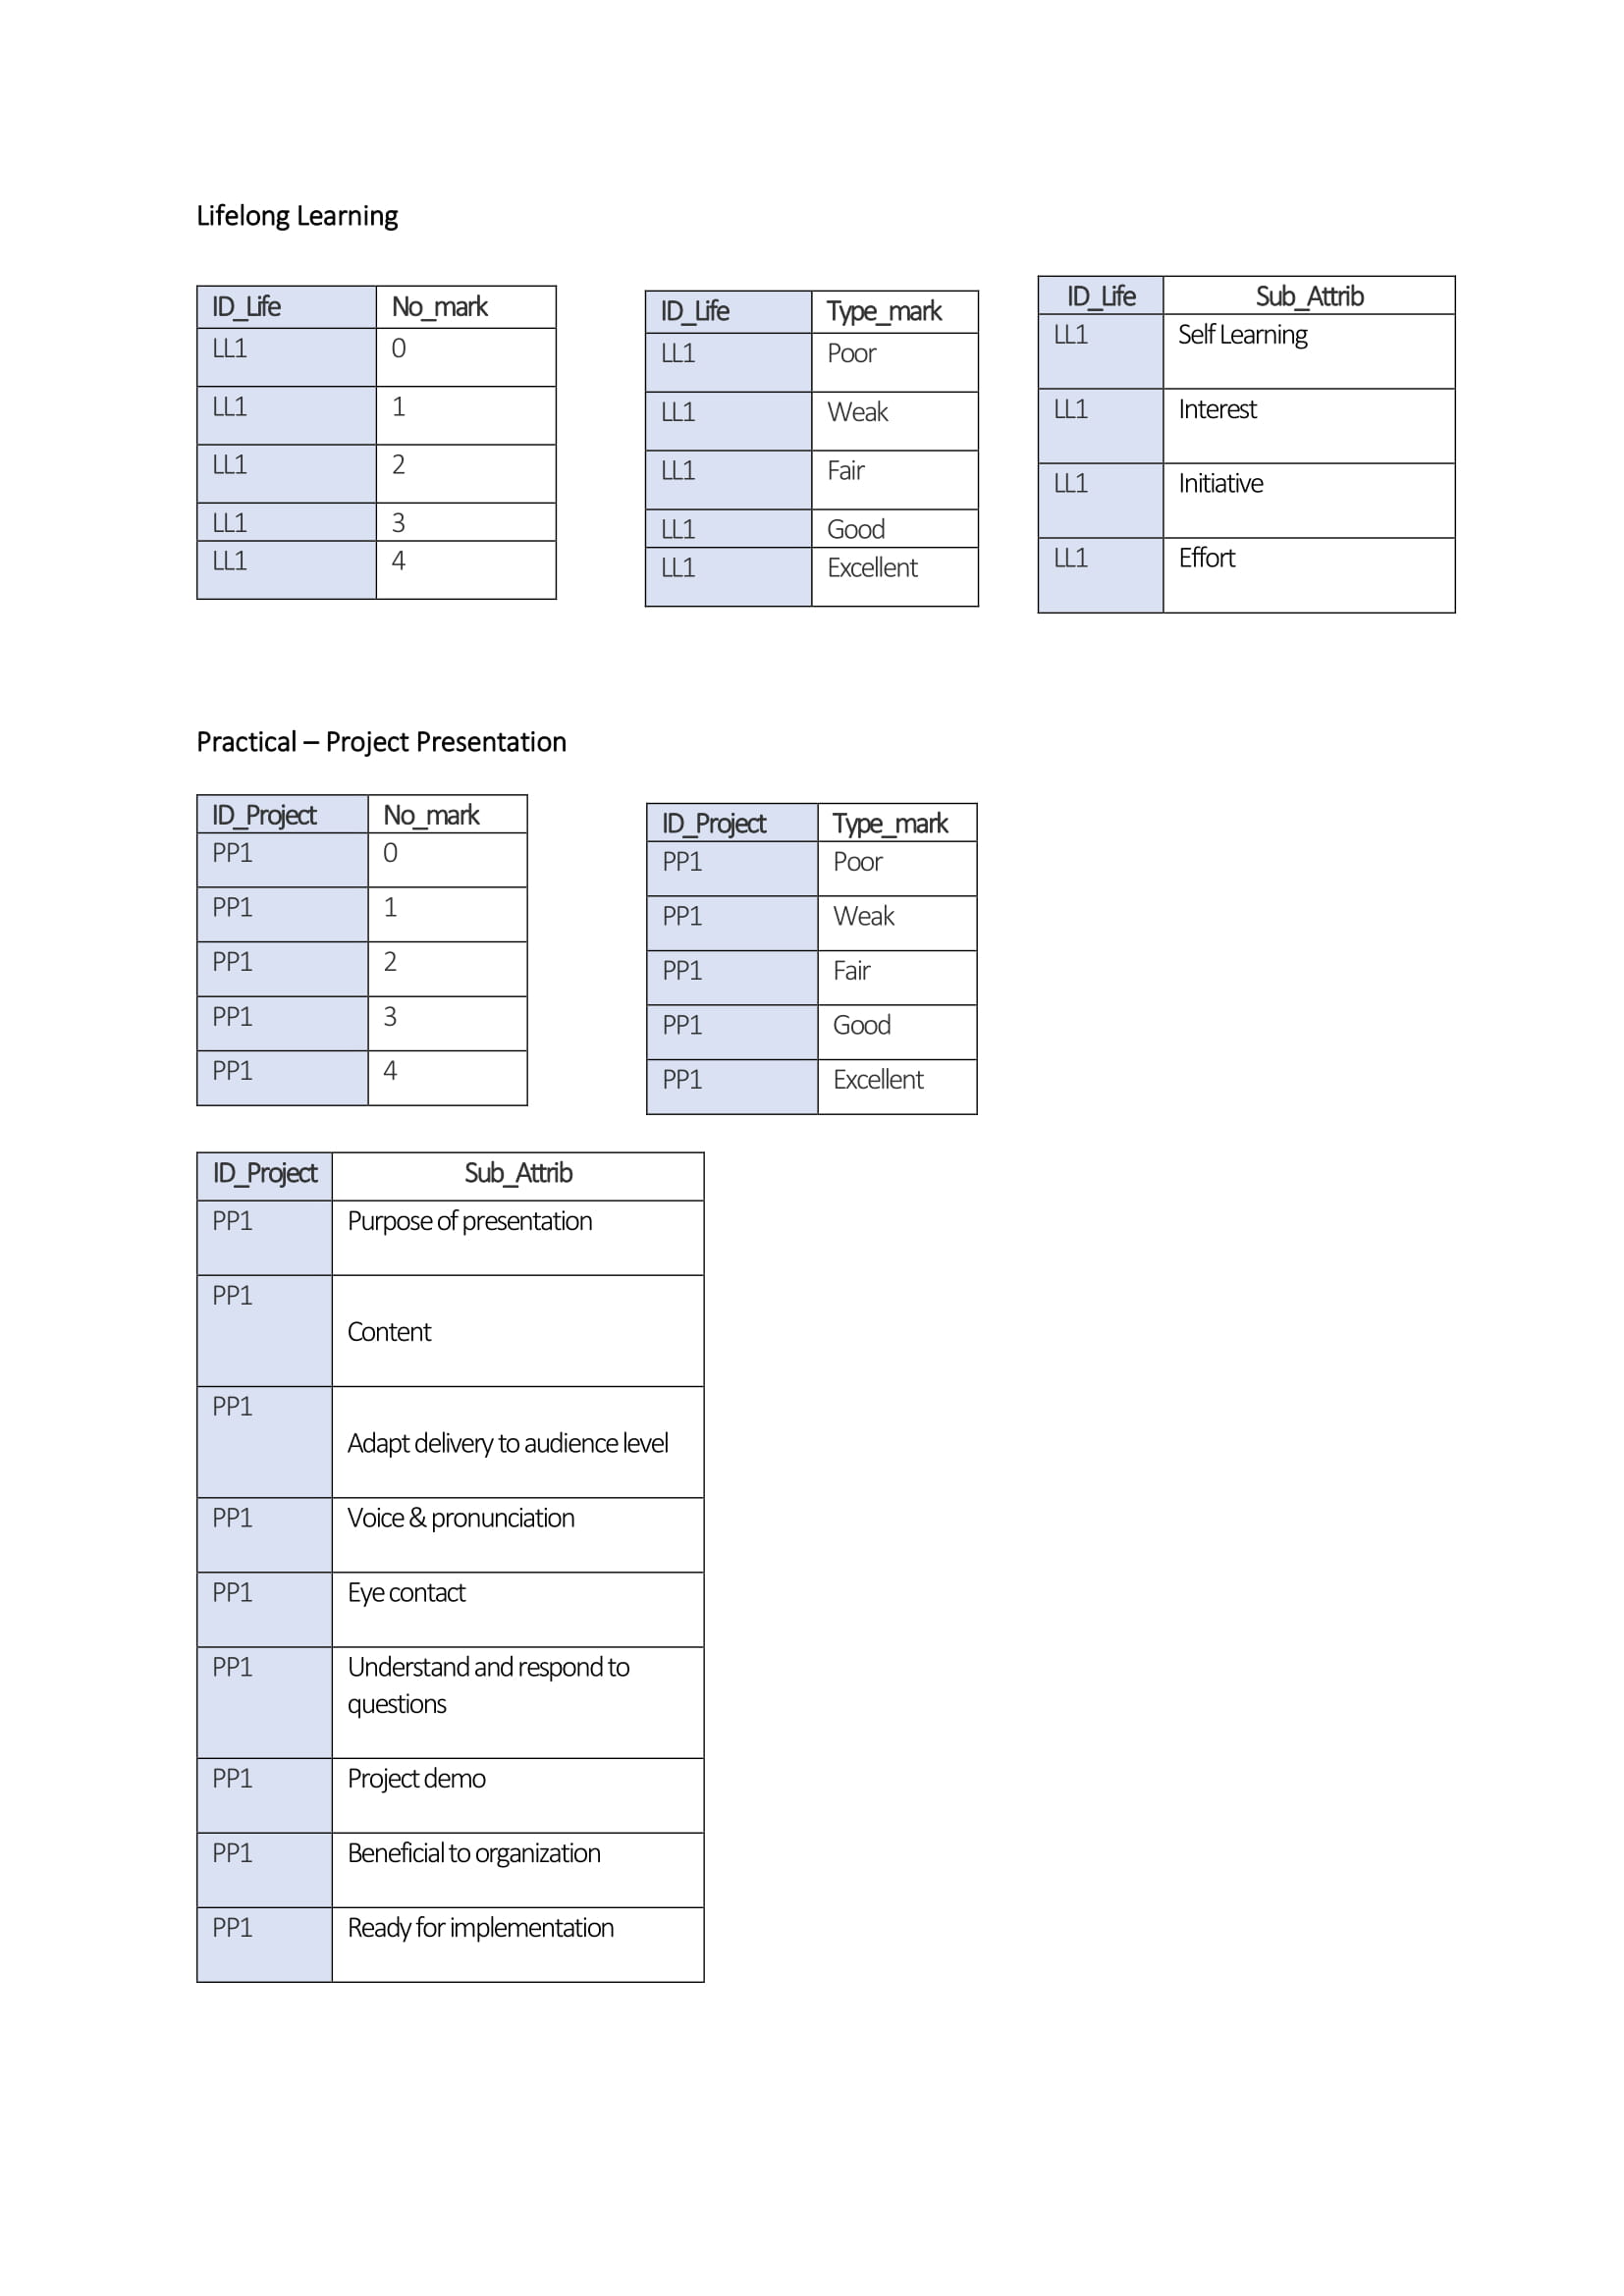 Lifelong Learning
ID_Life No_mark
LL1 0
LL1 1
LL1 2
LL1 3
LL1 4
ID_Life Type_mark
LL1 Poor
LL1 Weak
LL1 Fair
LL1 Good
LL1 Excellent
ID_Life Sub_Attrib
LL1 Self Learning
LL1 Interest
LL1 Initiative
LL1 Effort
Practical – Project Presentation
ID_Project No_mark
PP1 0
PP1 1
PP1 2
PP1 3
PP1 4
ID_Project Type_mark
PP1 Poor
PP1 Weak
PP1 Fair
PP1 Good
PP1 Excellent
ID_Project Sub_Attrib
PP1 Purpose of presentation
PP1
Content
PP1
Adapt delivery to audience level
PP1 Voice & pronunciation
PP1 Eye contact
PP1 Understand and respond to
questions
PP1 Project demo
PP1 Beneficial to organization
PP1 Ready for implementation